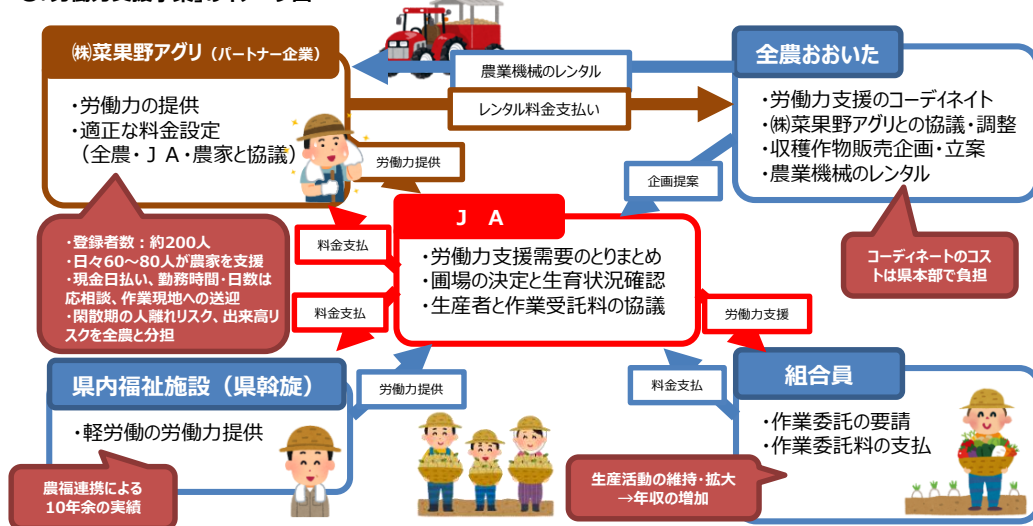 ㈱菜果野アグリ（パートナー企業）
・労働力の提供
・適正な料金設定
（全農・ＪＡ・農家と協議）
農業機械のレンタル
レンタル料金支払い
全農おおいた
・労働力支援のコーディネイト
・㈱菜果野アグリとの協議・調整
・収穫作物販売企画・立案
・農業機械のレンタル
労働力提供
企画提案
・登録者数：約200人
・日々60～80人が農家を支援
・現金日払い、勤務時間・日数は
応相談、作業現地への送迎
・閑散期の人離れリスク、出来高リ
スクを全農と分担
料金支払
料金支払
Ｊ Ａ
・労働力支援需要のとりまとめ
・圃場の決定と生育状況確認
・生産者と作業受託料の協議
コーディネートのコス
トは県本部で負担
労働力支援
県内福祉施設（県斡旋）
・軽労働の労働力提供
労働力提供
料金支払
組合員
・作業委託の要請
・作業委託料の支払
農福連携による
10年余の実績
生産活動の維持・拡大
→年収の増加